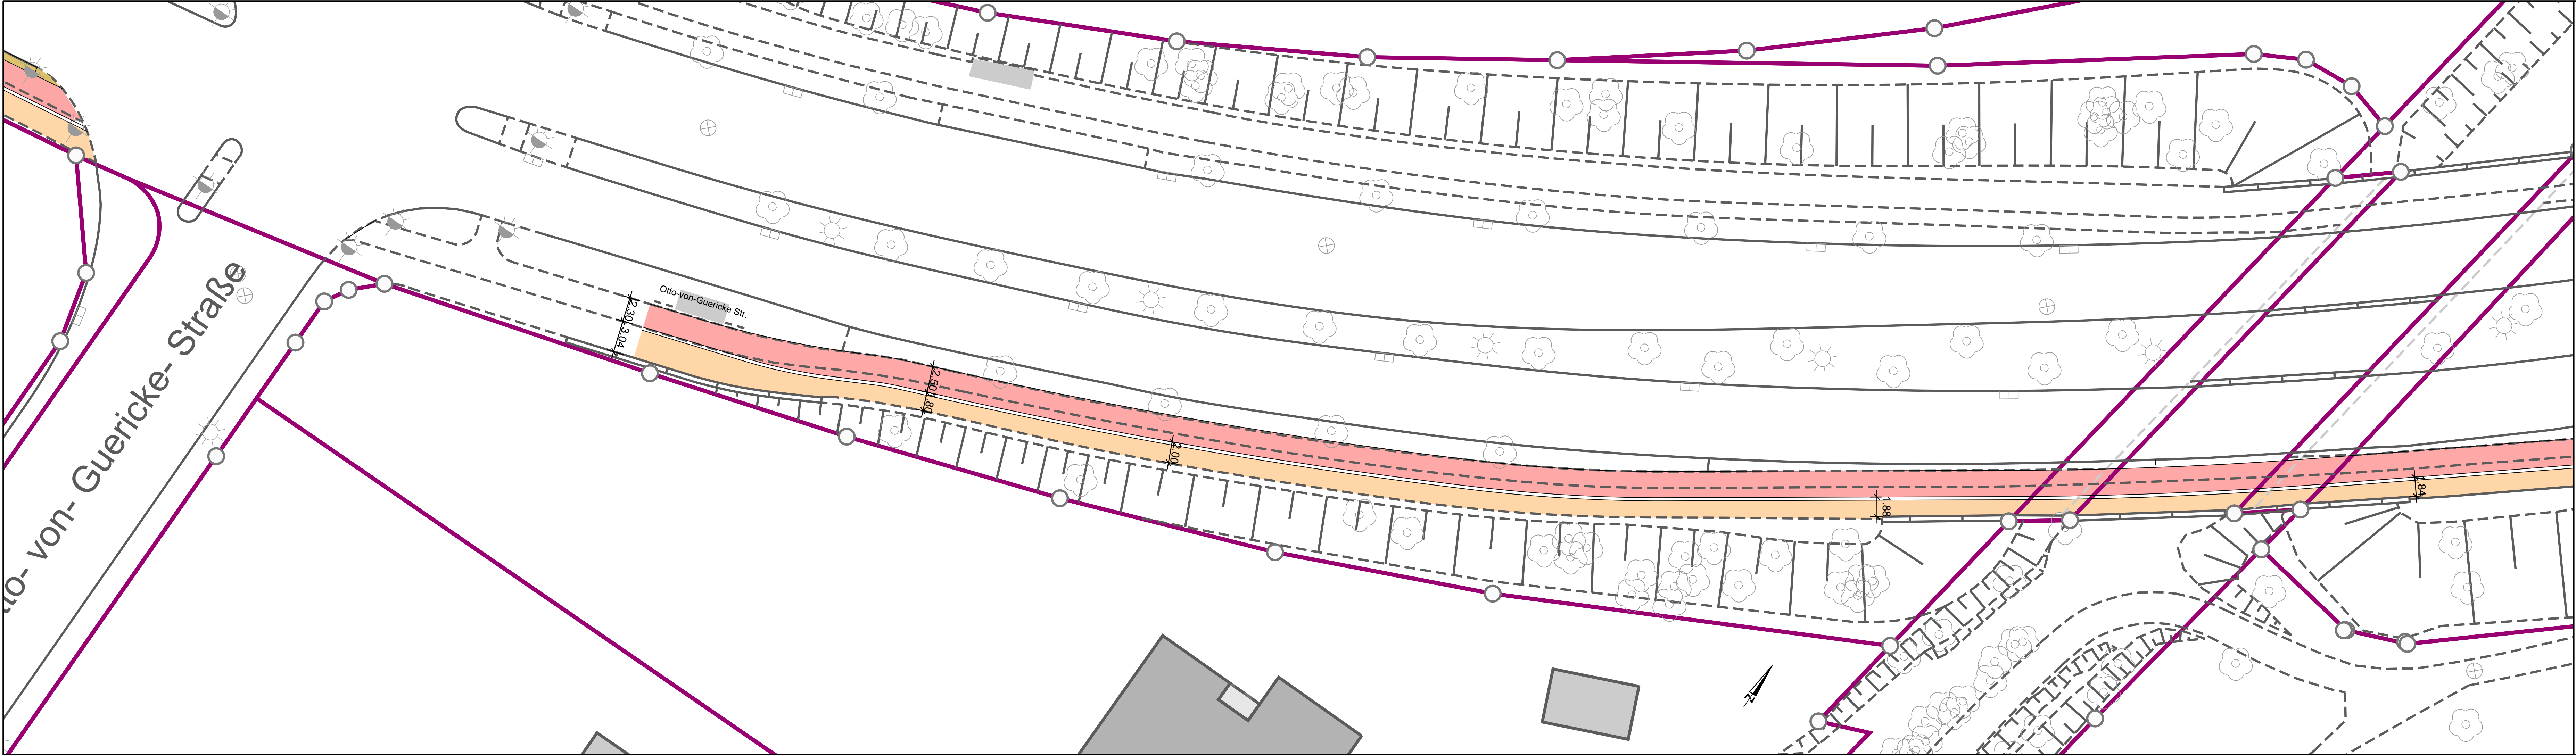 Otto-von-Guericke Str.
2.30
3.04
2.50
1.80
2.00
1.88
1.84
tto- von- Guericke- Straße
N